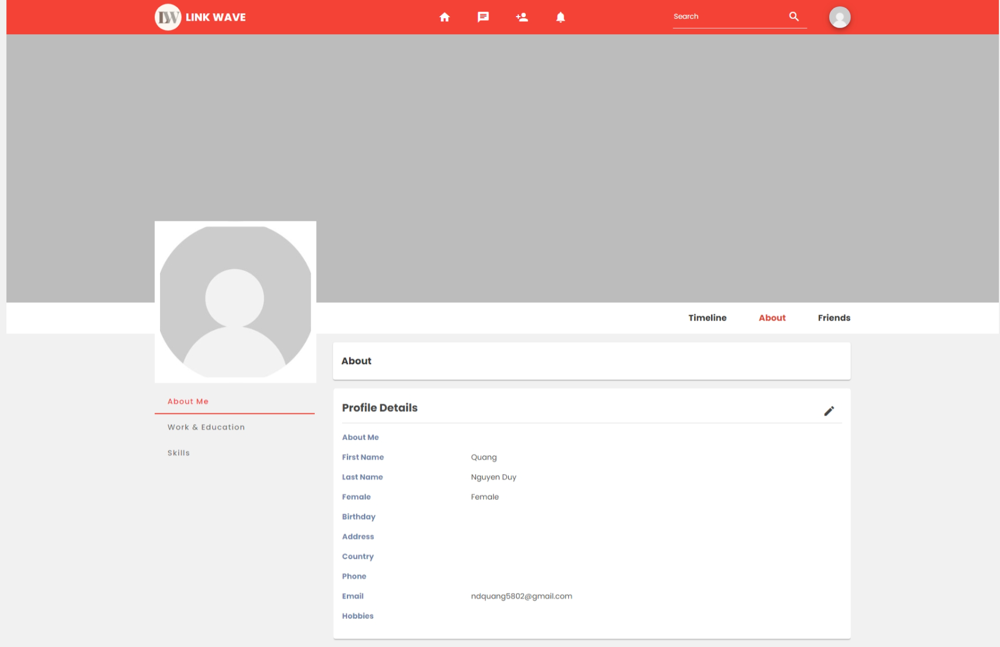 LW LINK WAVE
Search
Timeline About Friends
About
About Me
Work & Education
Skills
Profile Details
About Me
First Name Quang
Last Name Nguyen Duy
Female Female
Birthday
Address
Country
Phone
Email ndquang5802@gmail.com
Hobbies